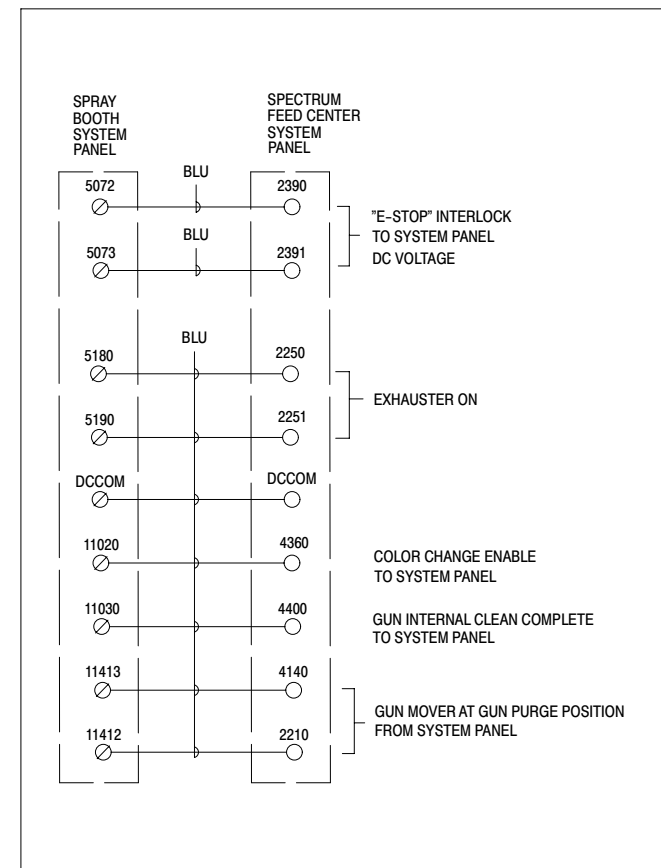 SPRAY
BOOTH
SYSTEM
PANEL
SPECTRUM
FEED CENTER
SYSTEM
PANEL
BLU
5072
2390
"E-STOP" INTERLOCK
TO SYSTEM PANEL
DC VOLTAGE
BLU
5073
2391
BLU
5180
2250
EXHAUSTER ON
5190
2251
DCCOM
DCCOM
11020
4360
COLOR CHANGE ENABLE
TO SYSTEM PANEL
11030
4400
GUN INTERNAL CLEAN COMPLETE
TO SYSTEM PANEL
11413
4140
GUN MOVER AT GUN PURGE POSITION
FROM SYSTEM PANEL
11412
2210